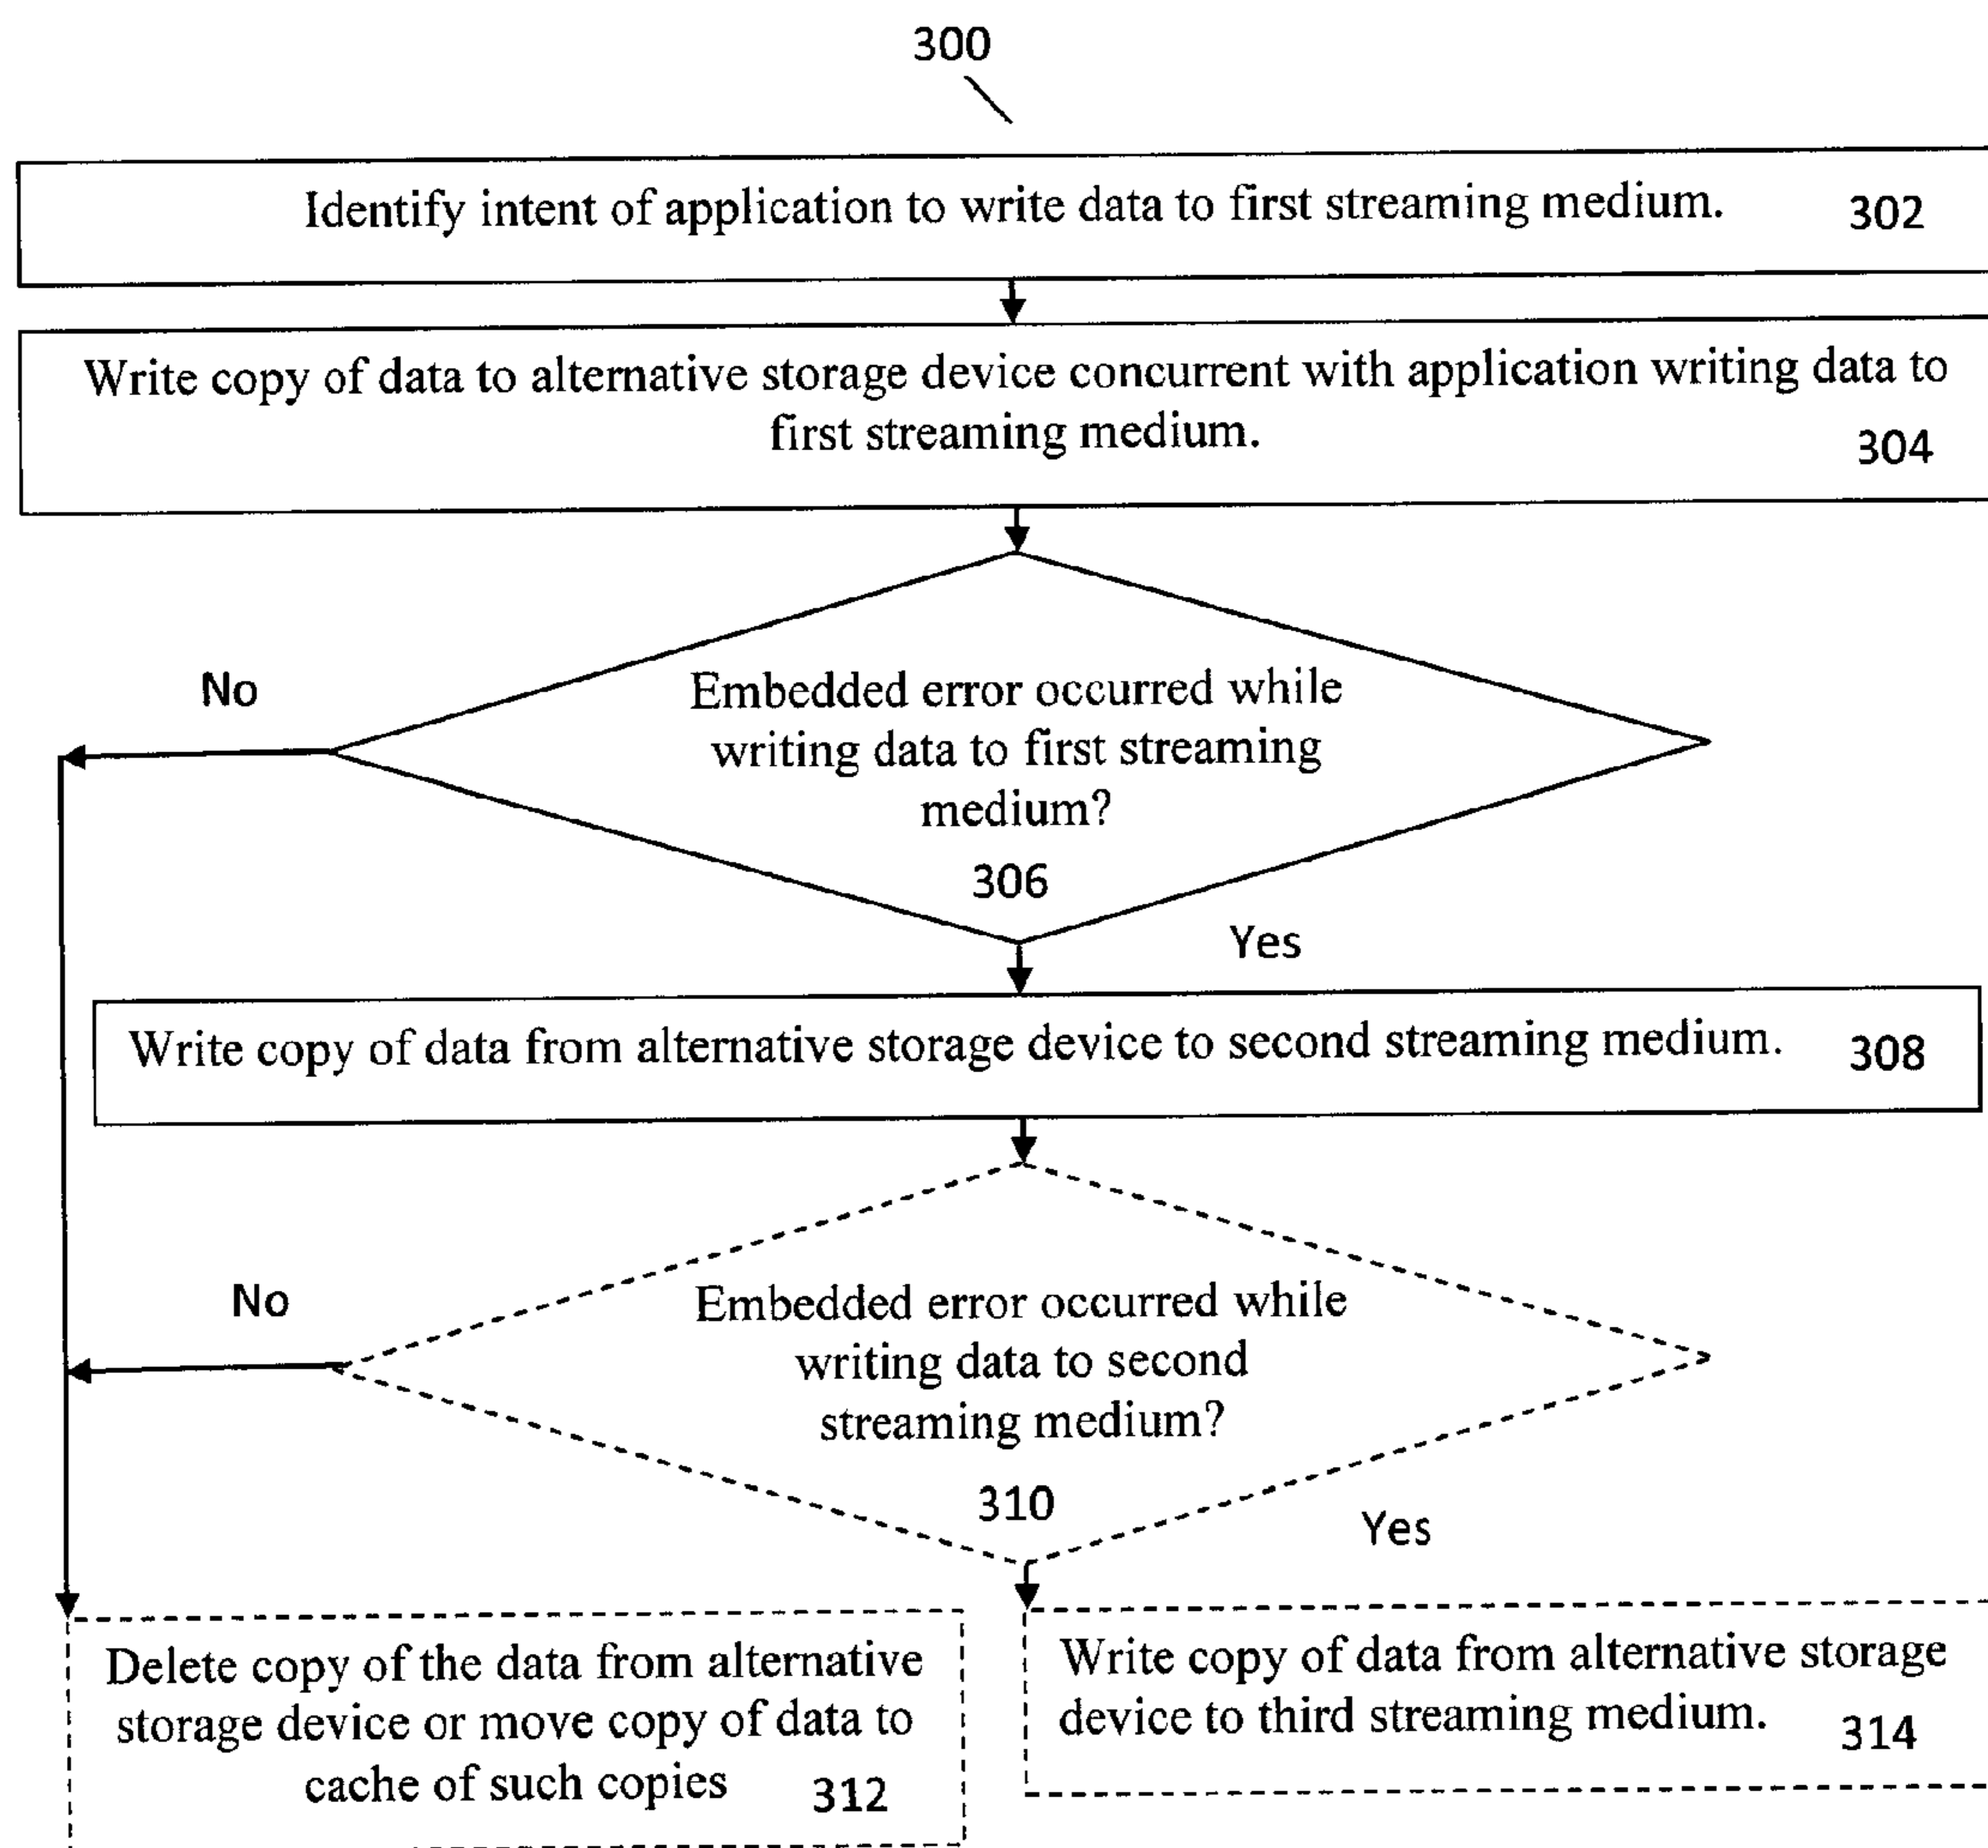 300
Identify intent of application to write data to first streaming medium. 302
Write copy of data to alternative storage device concurrent with application writing data to
first streaming medium. 304
No
Embedded error occurred while
writing data to first streaming
medium?
306
Yes
Write copy of data from alternative storage device to second streaming medium. 308
No
Embedded error occurred while
writing data to second
streaming medium?
310
Yes
Delete copy of the data from alternative
storage device or move copy of data to
cache of such copies 312
Write copy of data from alternative storage
device to third streaming medium. 314